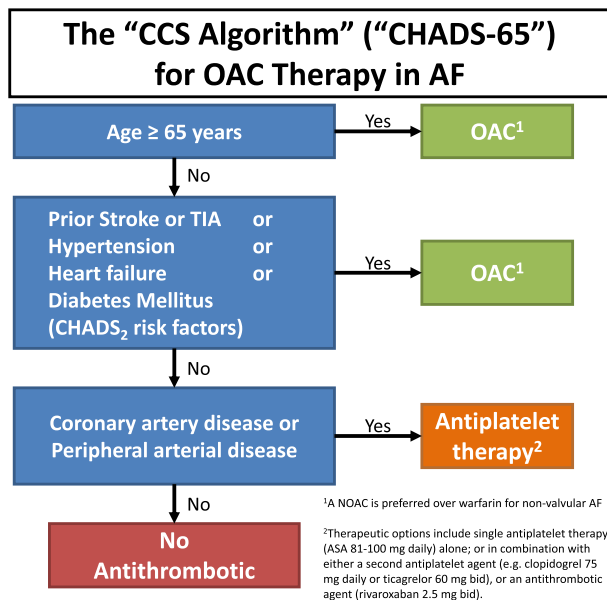 The “CCS Algorithm” (“CHADS-65”)
for OAC Therapy in AF
Age ≥ 65 years
Yes
OAC¹
No
Prior Stroke or TIA or
Hypertension or
Heart failure or
Diabetes Mellitus
(CHADS₂ risk factors)
Yes
OAC¹
No
Coronary artery disease or
Peripheral arterial disease
Yes
Antiplatelet
therapy²
No
No
Antithrombotic
¹A NOAC is preferred over warfarin for non-valvular AF
²Therapeutic options include single antiplatelet therapy
(ASA 81-100 mg daily) alone; or in combination with
either a second antiplatelet agent (e.g. clopidogrel 75
mg daily or ticagrelor 60 mg bid), or an antithrombotic
agent (rivaroxaban 2.5 mg bid).